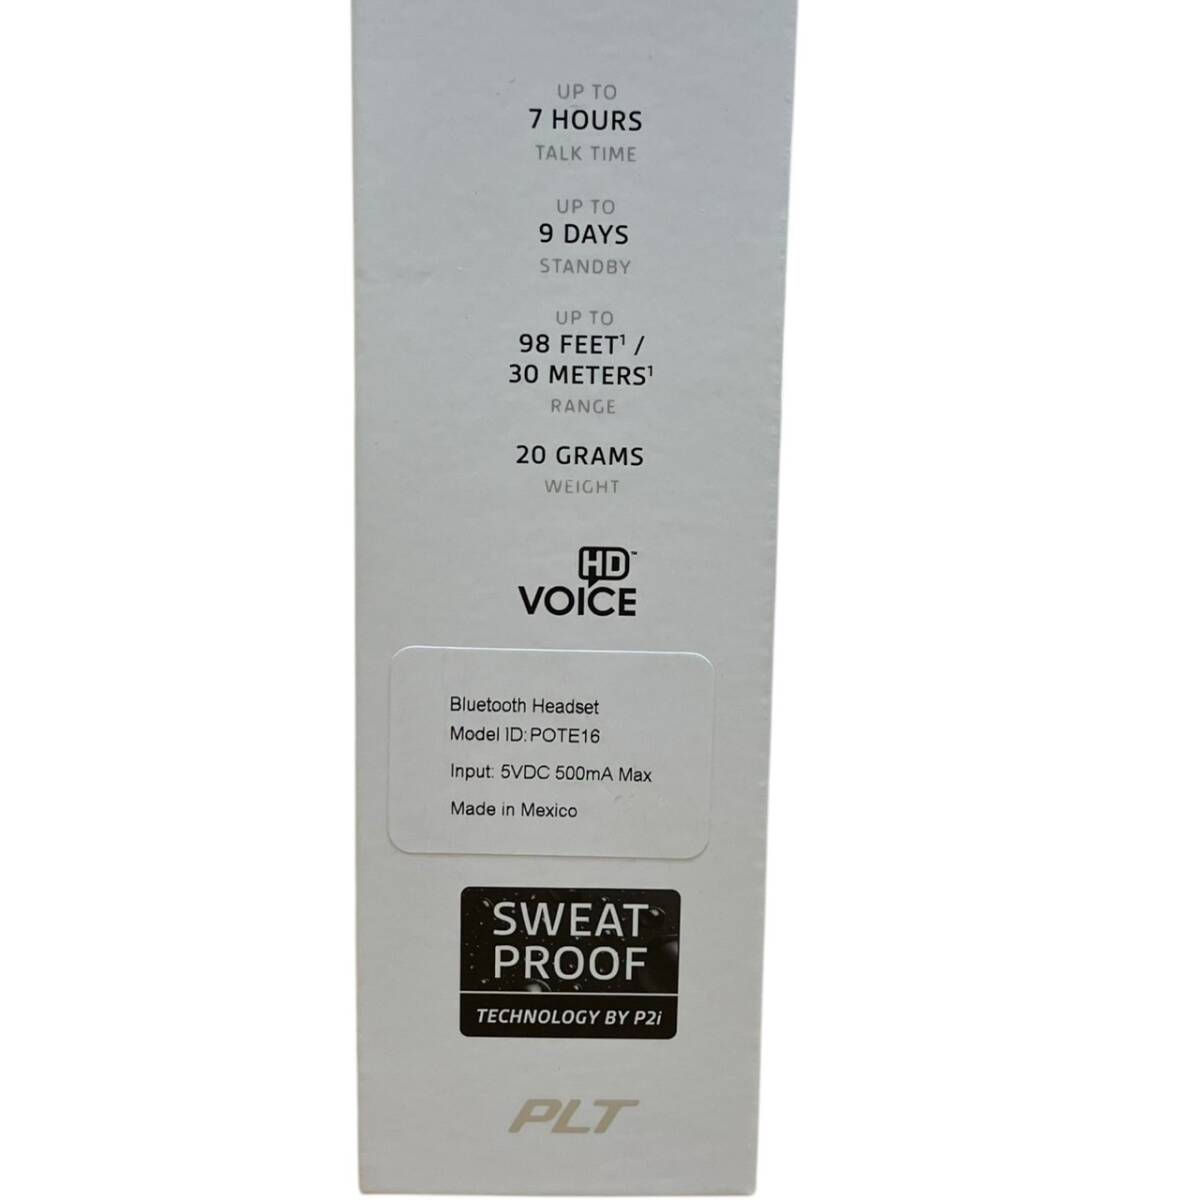 UP TO
7 HOURS
TALK TIME
UP TO
9 DAYS
STANDBY
UP TO
98 FEET¹ /
30 METERS¹
RANGE
20 GRAMS
WEIGHT
HD™
VOICE
Bluetooth Headset
Model ID:POTE16
Input: 5VDC 500mA Max
Made in Mexico
SWEAT
PROOF
TECHNOLOGY BY P2i
PLT